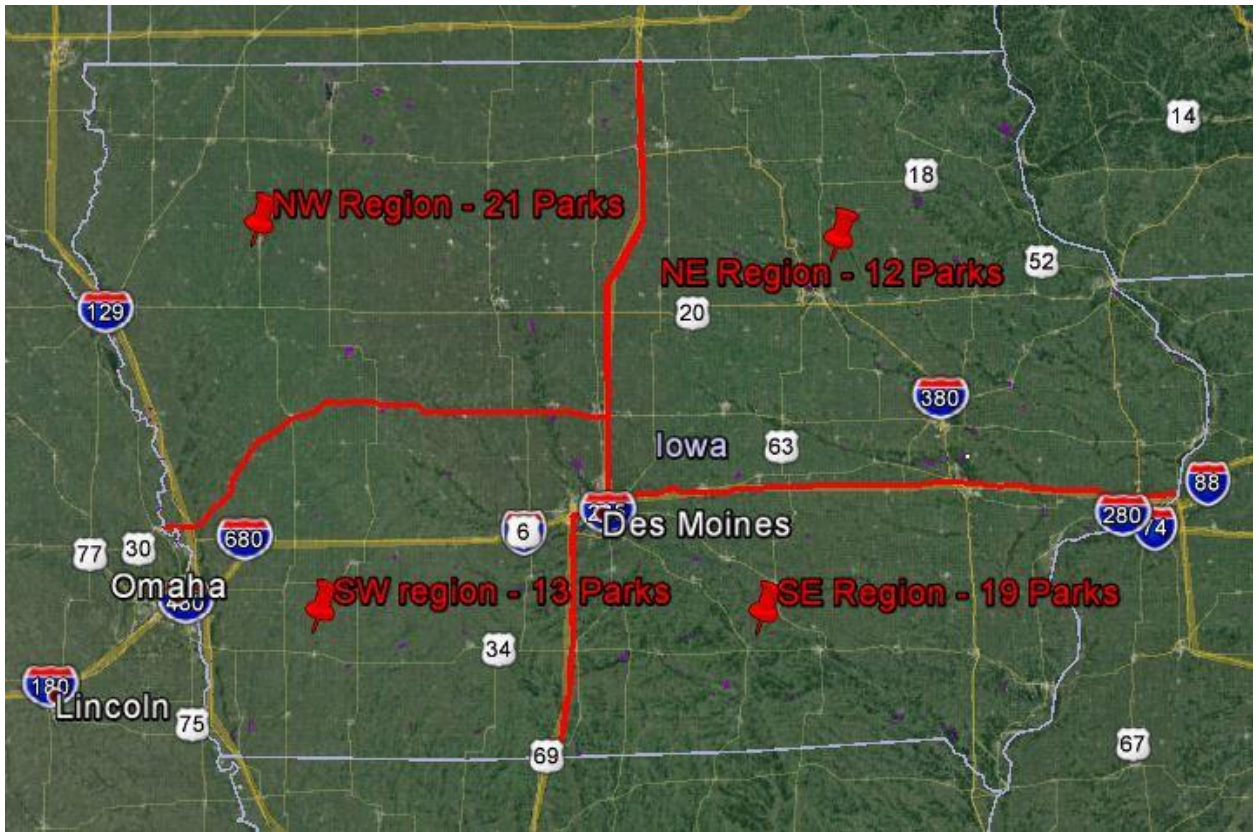 14
18
NW Region - 21 Parks
52
NE Region - 12 Parks
129
20
380
Iowa
63
88
280
74
Des Moines
6
680
77
30
Omaha
480
SW region - 13 Parks
SE Region - 19 Parks
34
180
Lincoln
75
69
67